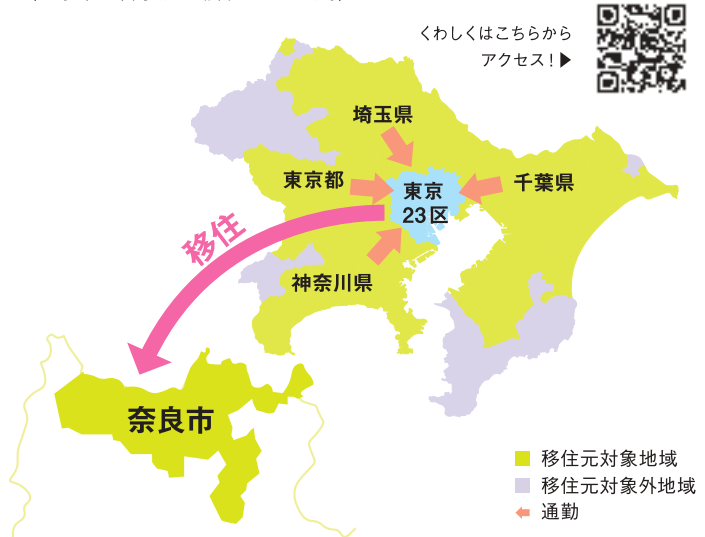 くわしくはこちらから
アクセス!▶
埼玉県
東京都
東京
23区
千葉県
移住
神奈川県
奈良市
移住元対象地域
移住元対象外地域
通勤